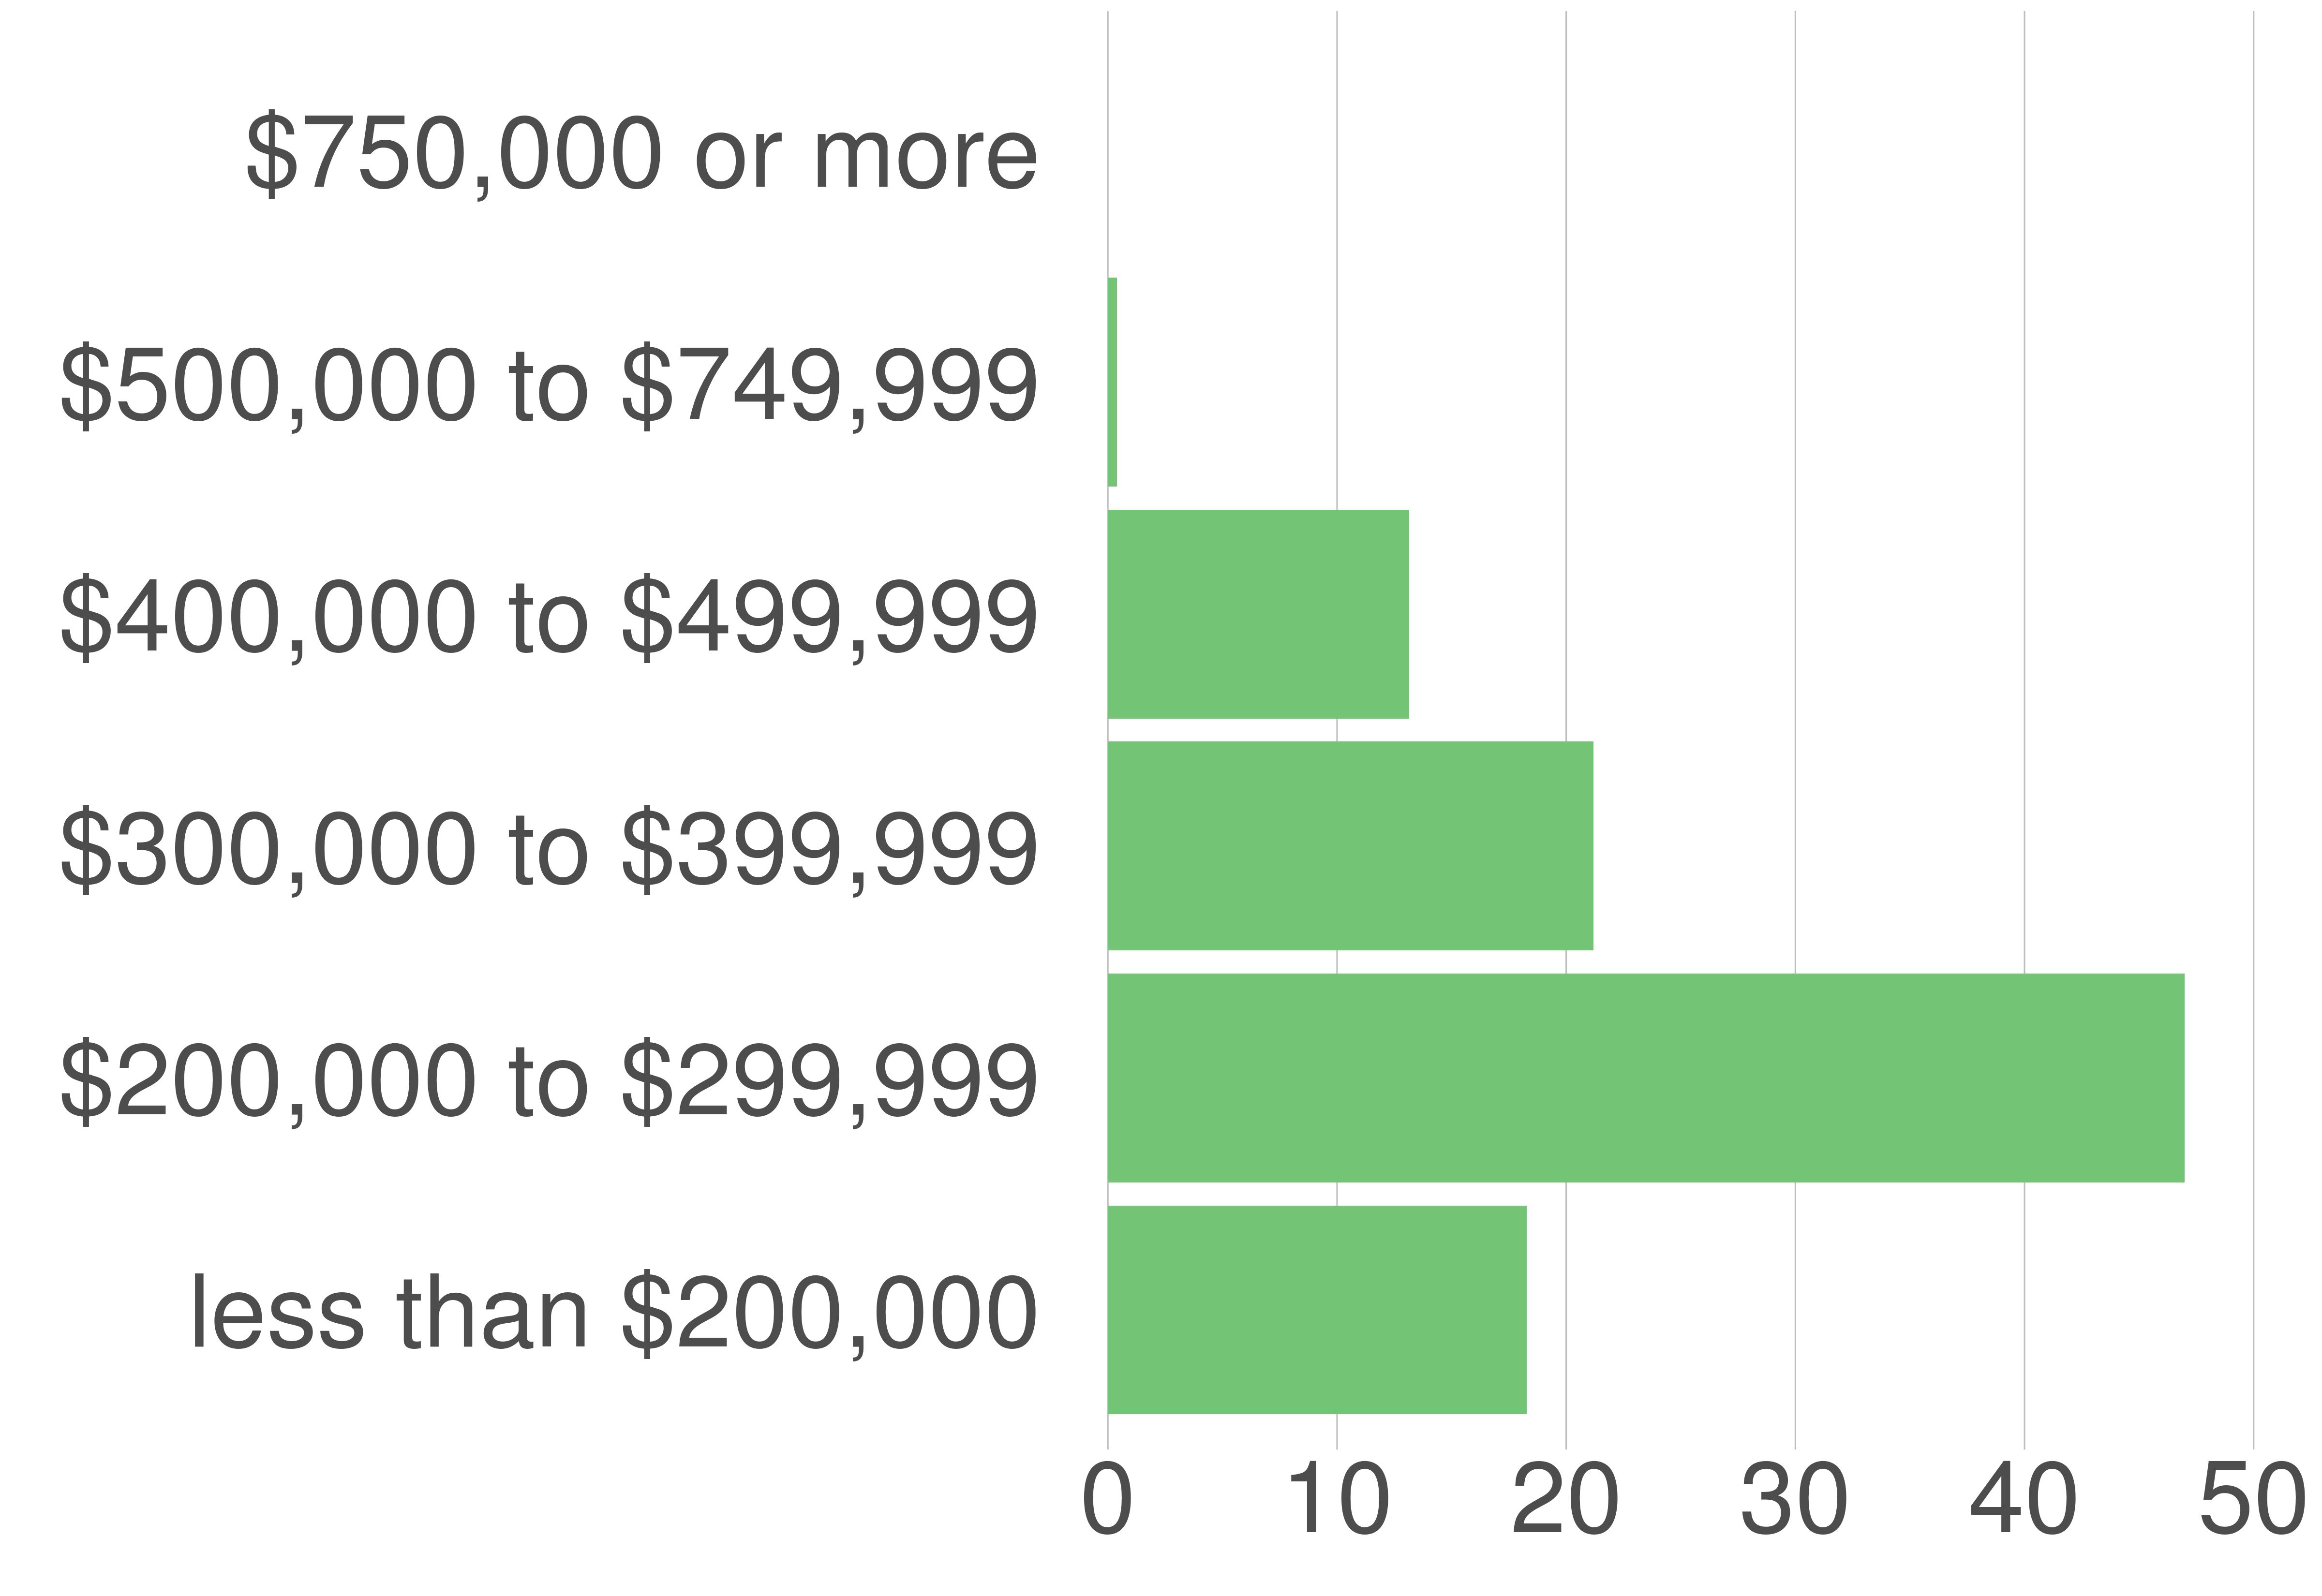 $750,000 or more
$500,000 to $749,999
$400,000 to $499,999
$300,000 to $399,999
$200,000 to $299,999
less than $200,000
0 10 20 30 40 50